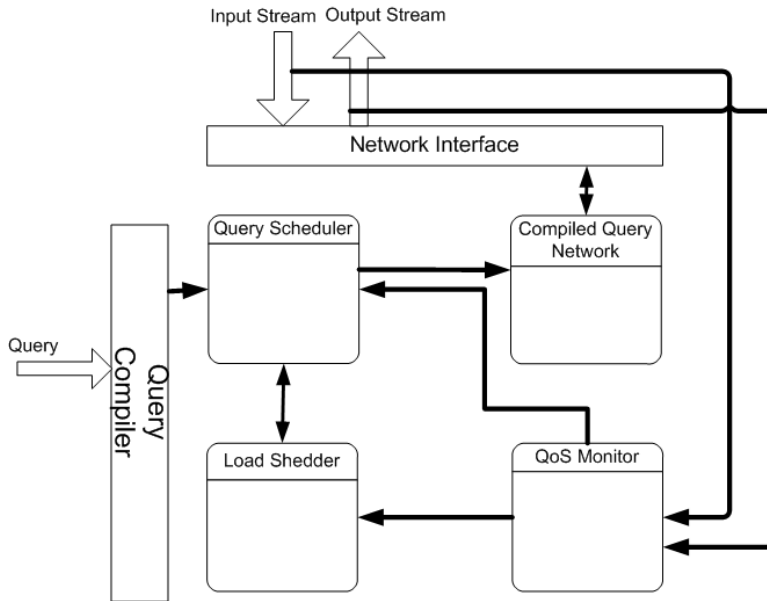 Input Stream
Output Stream
Network Interface
Query Scheduler
Compiled Query
Network
Query
Query
Compiler
Load Shedder
QoS Monitor